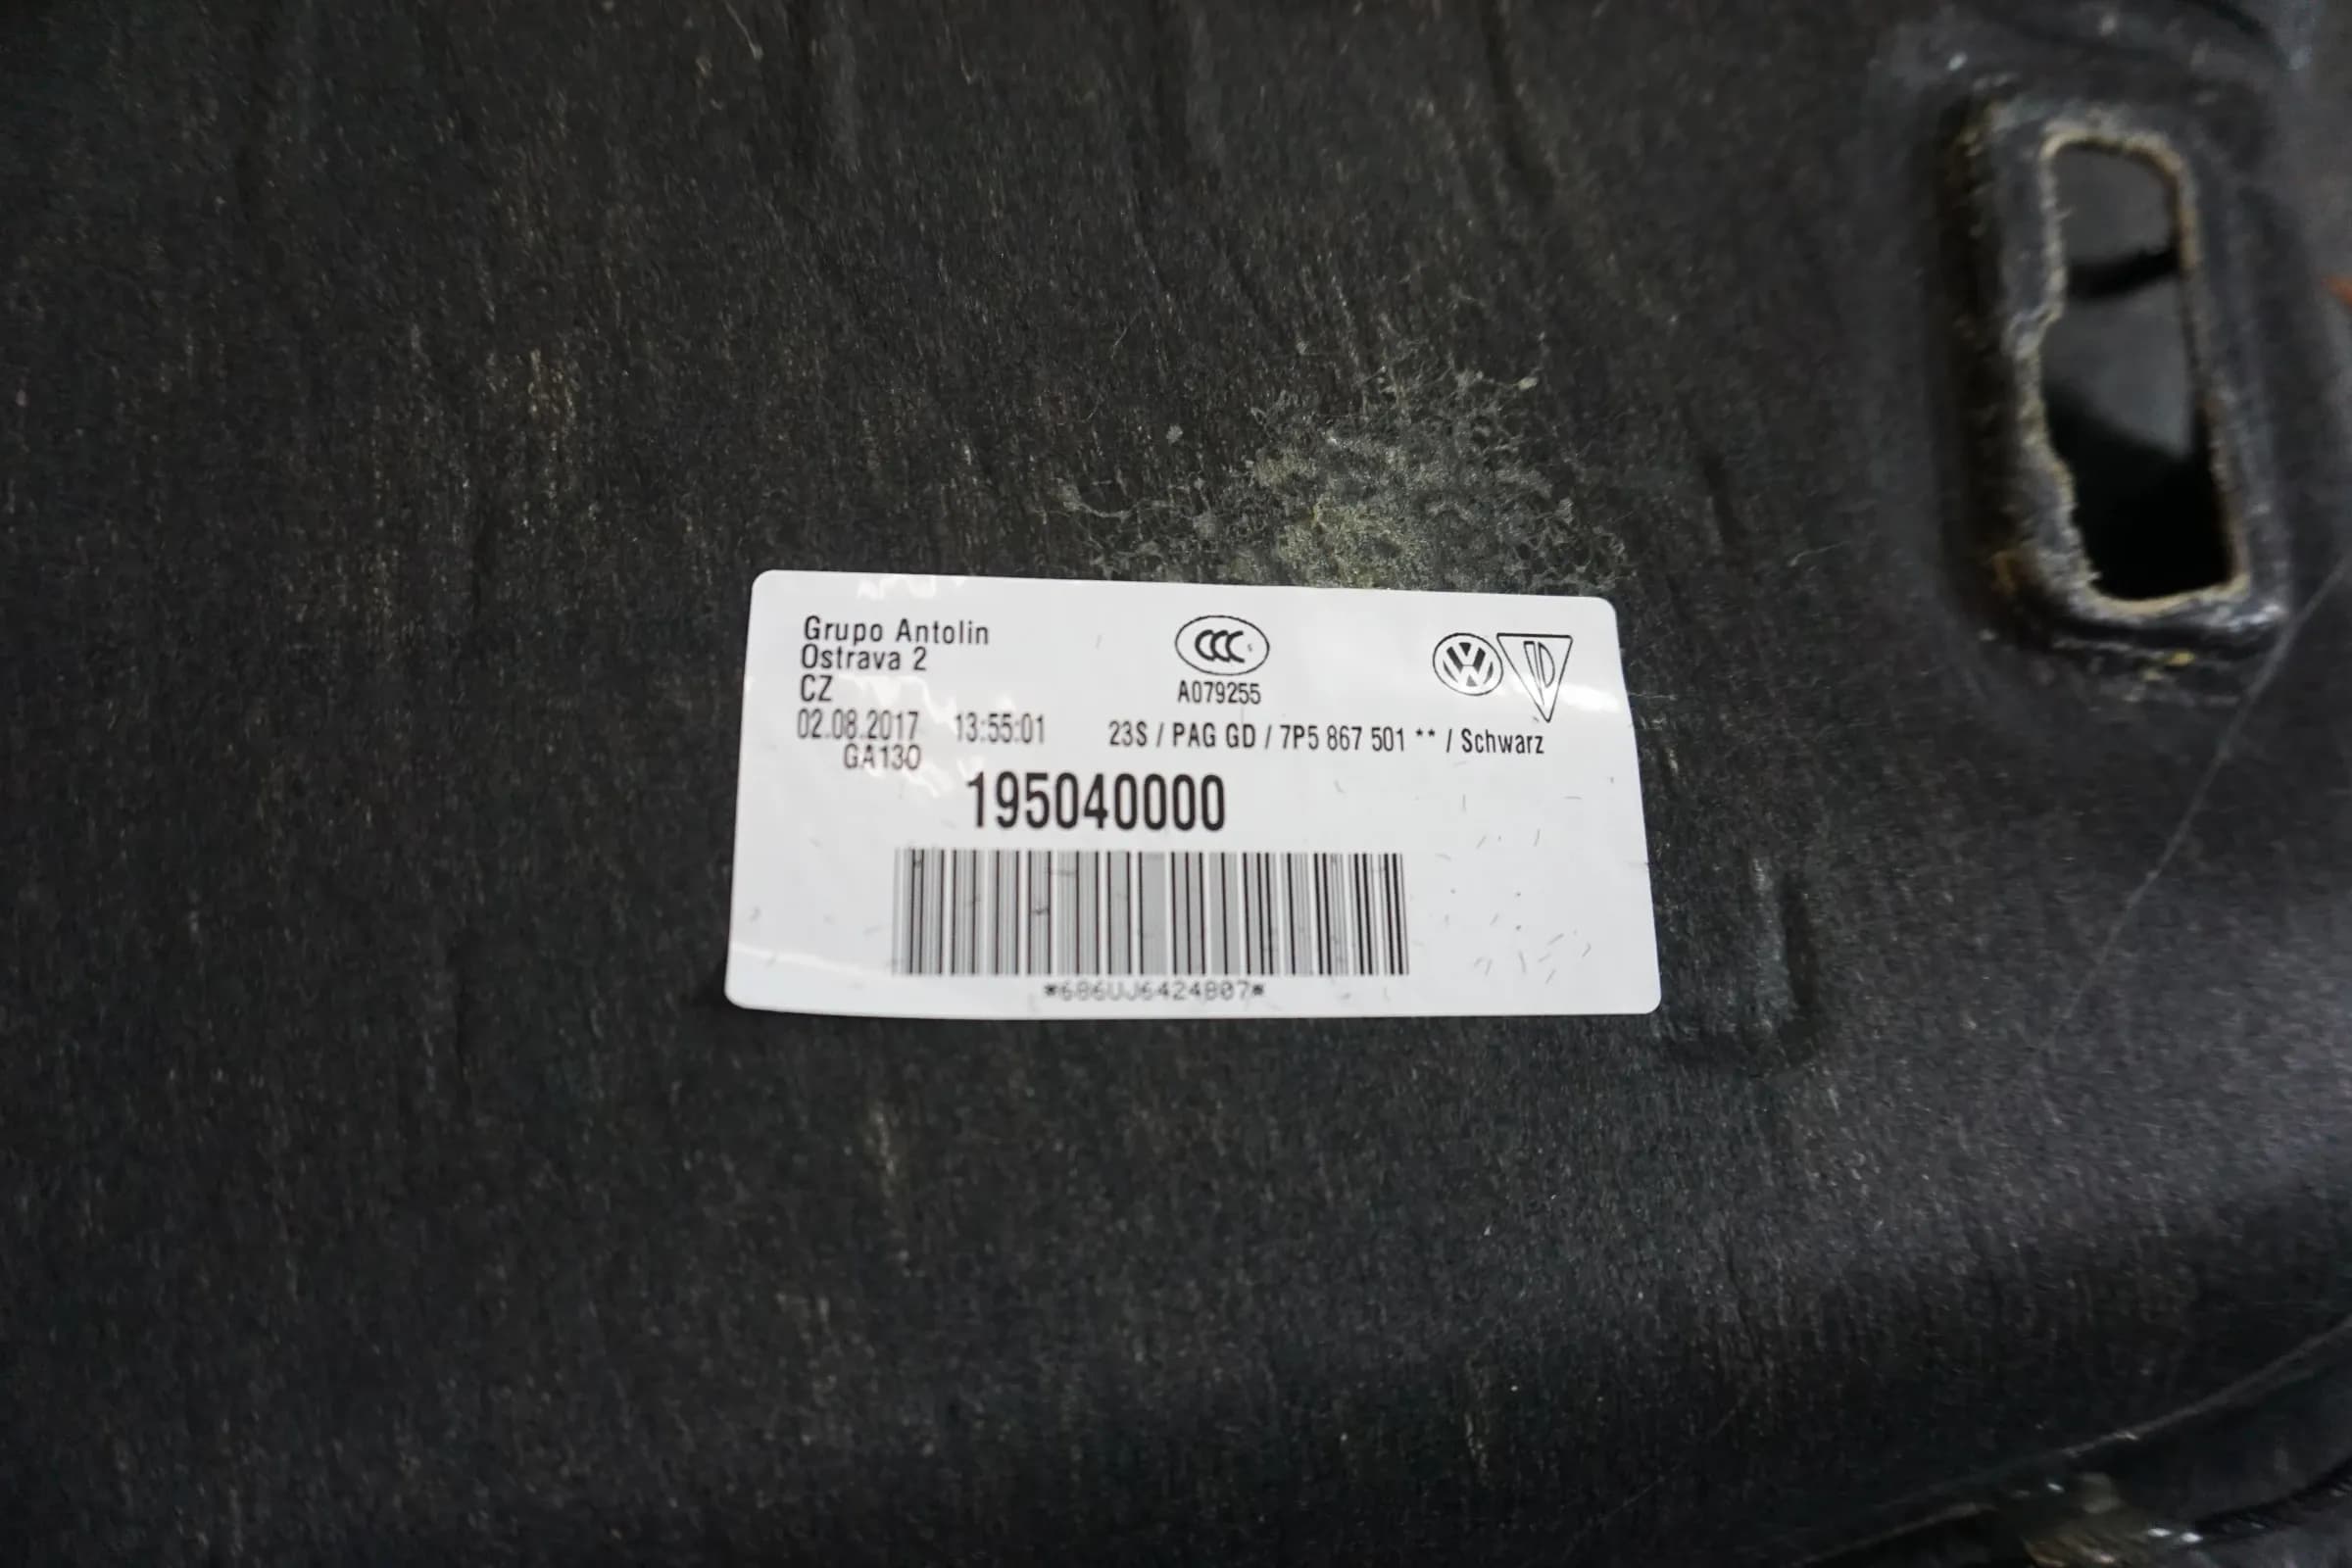 Grupo Antolin
Ostrava 2
CZ
CCC S
A079255
VW
02.08.2017 13:55:01 23S / PAG GD / 7P5 867 501 ** / Schwarz
GA130
195040000
*686UJ6424807*